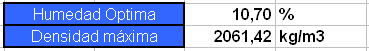 Humedad Optima 10,70 %
Densidad máxima 2061,42 kg/m3